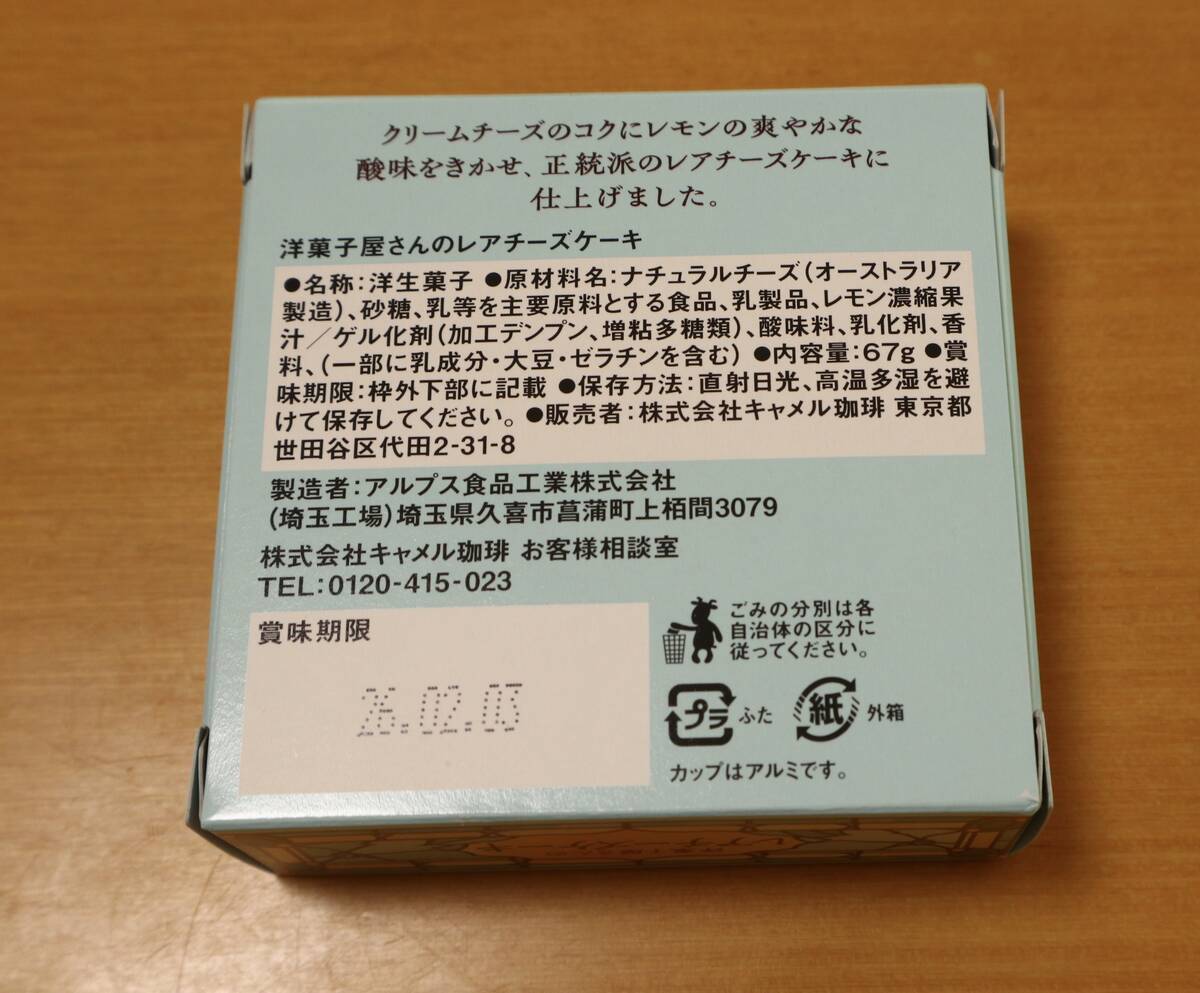 クリームチーズのコクにレモンの爽やかな
酸味をきかせ、正統派のレアチーズケーキに
仕上げました。
洋菓子屋さんのレアチーズケーキ
●名称：洋生菓子 ●原材料名：ナチュラルチーズ（オーストラリア
製造）、砂糖、乳等を主要原料とする食品、乳製品、レモン濃縮果
汁／ゲル化剤（加工デンプン、増粘多糖類）、酸味料、乳化剤、香
料、（一部に乳成分・大豆・ゼラチンを含む） ●内容量：67g ●賞
味期限：枠外下部に記載 ●保存方法：直射日光、高温多湿を避
けて保存してください。 ●販売者：株式会社キャメル珈琲 東京都
世田谷区代田2-31-8
製造者：アルプス食品工業株式会社
（埼玉工場）埼玉県久喜市菖蒲町上栢間3079
株式会社キャメル珈琲 お客様相談室
TEL：0120-415-023
賞味期限
26.02.03
ごみの分別は各
自治体の区分に
従ってください。
プラ ふた 紙 外箱
カップはアルミです。